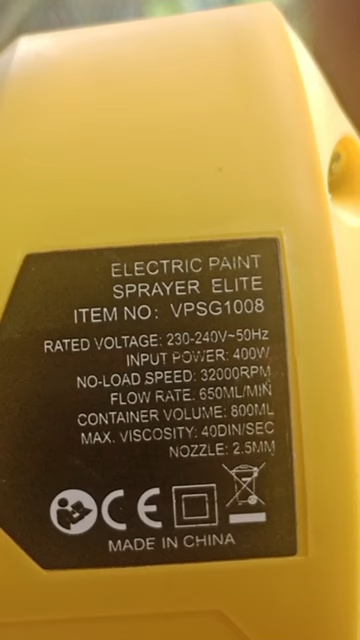 ELECTRIC PAINT
SPRAYER ELITE
ITEM NO: VPSG1008
RATED VOLTAGE: 230-240V~50Hz
INPUT POWER: 400W
NO-LOAD SPEED: 32000RPM
FLOW RATE: 650ML/MIN
CONTAINER VOLUME: 800ML
MAX. VISCOSITY: 40DIN/SEC
NOZZLE: 2.5MM
CE
MADE IN CHINA